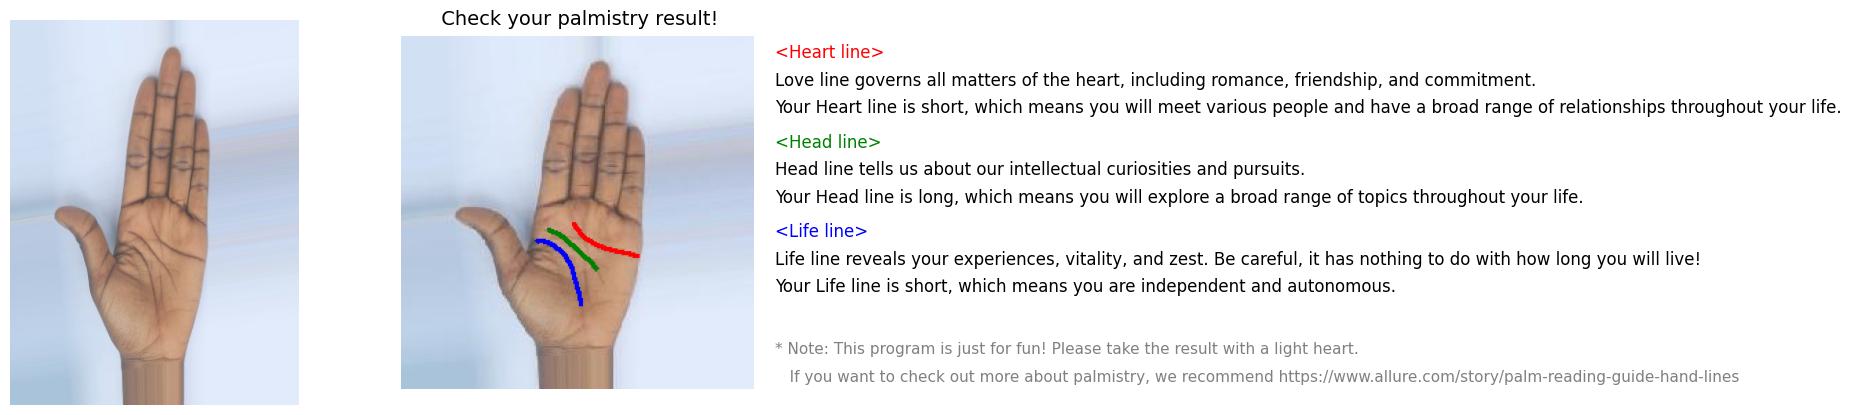 Check your palmistry result!
<Heart line>
Love line governs all matters of the heart, including romance, friendship, and commitment.
Your Heart line is short, which means you will meet various people and have a broad range of relationships throughout your life.
<Head line>
Head line tells us about our intellectual curiosities and pursuits.
Your Head line is long, which means you will explore a broad range of topics throughout your life.
<Life line>
Life line reveals your experiences, vitality, and zest. Be careful, it has nothing to do with how long you will live!
Your Life line is short, which means you are independent and autonomous.
* Note: This program is just for fun! Please take the result with a light heart.
If you want to check out more about palmistry, we recommend https://www.allure.com/story/palm-reading-guide-hand-lines